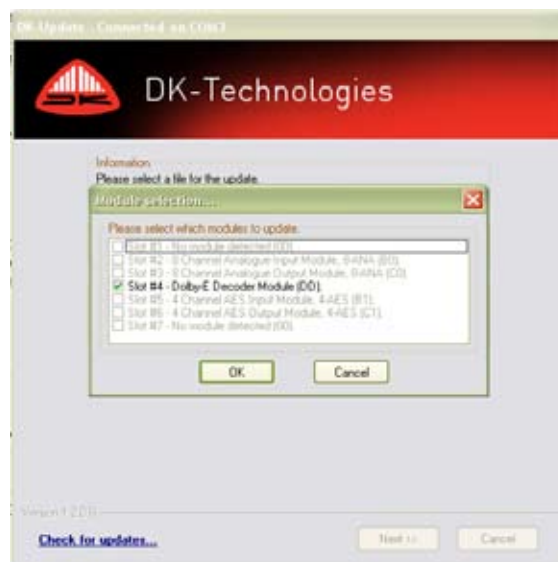 DK-Update - Connected on COM3
DK
DK-Technologies
Information
Please select a file for the update.
Module selection...
Please select which modules to update.
Slot #1 - No module detected (00).
Slot #2 - 8 Channel Analogue Input Module, 8-ANA (B0).
Slot #3 - 8 Channel Analogue Output Module, 8-ANA (C0).
Slot #4 - Dolby-E Decoder Module (DD).
Slot #5 - 4 Channel AES Input Module, 4-AES (B1).
Slot #6 - 4 Channel AES Output Module, 4-AES (C1).
Slot #7 - No module detected (00).
OK
Cancel
Check for updates...
Next >>
Cancel